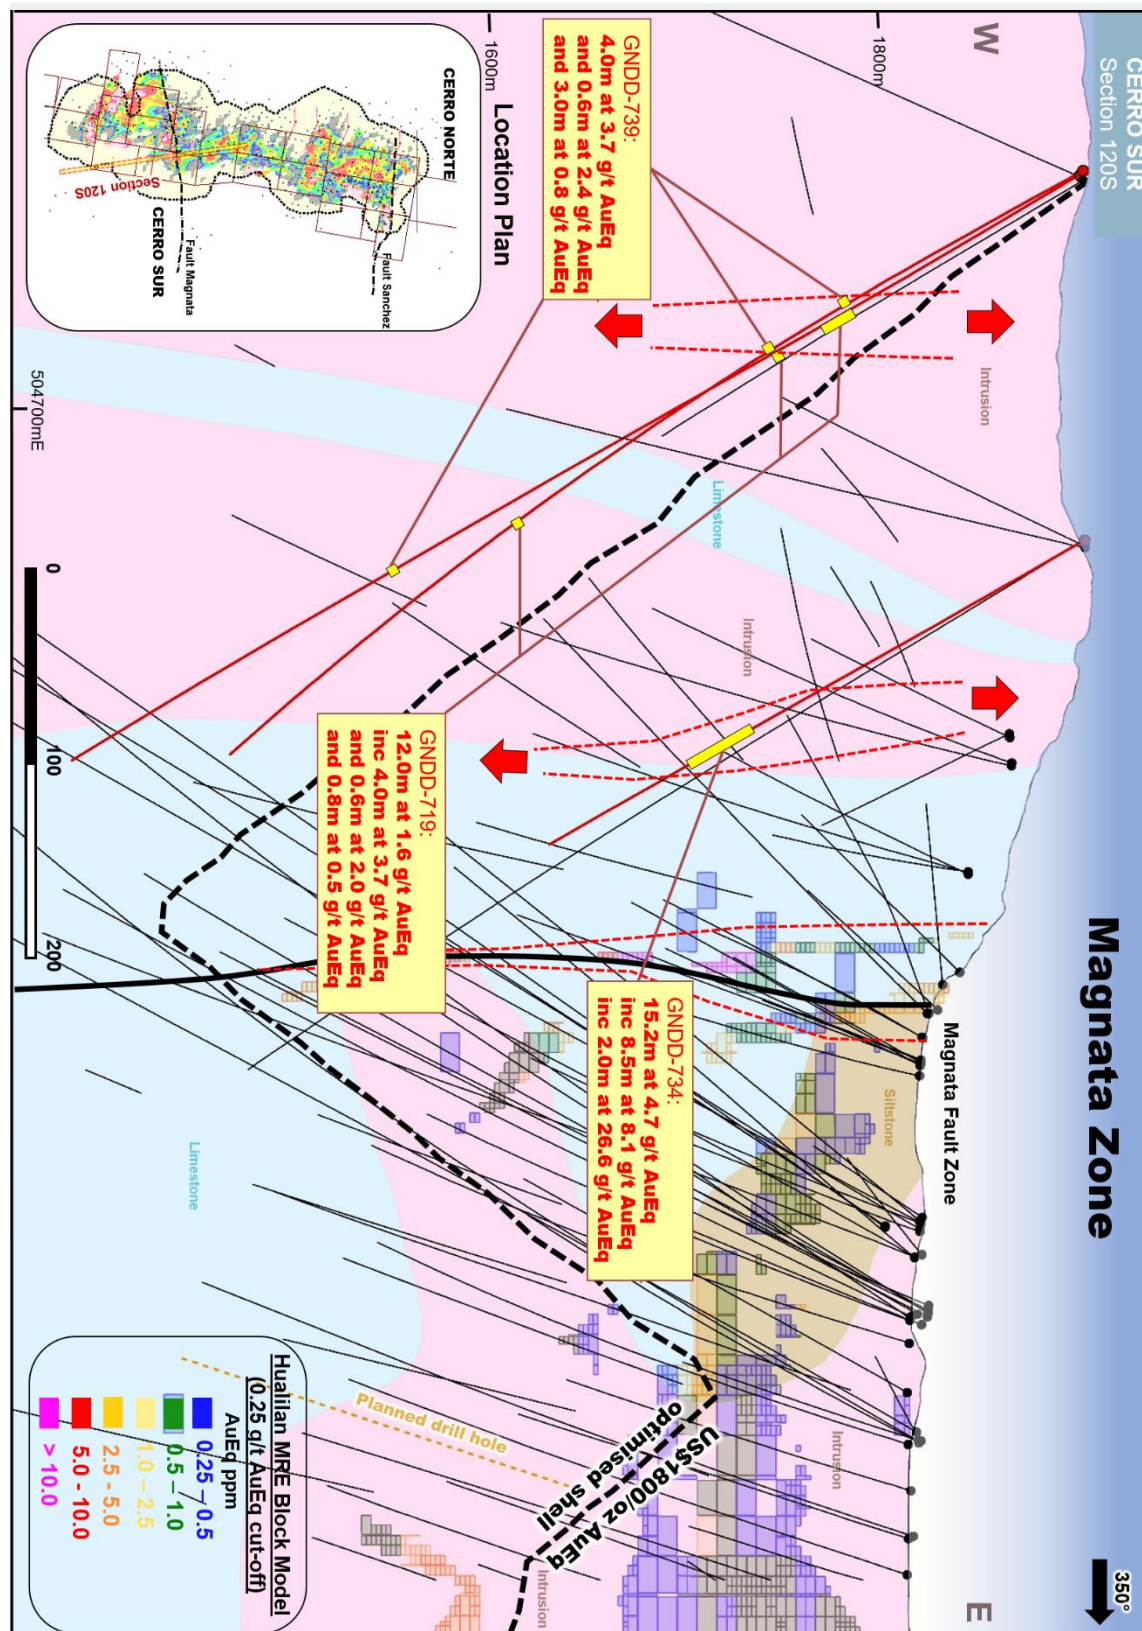 CERRO SUR
Section 120S
Magnata Zone
350°
W
E
1800m
1600m
504700mE
GNDD-739:
4.0m at 3.7 g/t AuEq
and 0.6m at 2.4 g/t AuEq
and 3.0m at 0.8 g/t AuEq
GNDD-719:
12.0m at 1.6 g/t AuEq
inc 4.0m at 3.7 g/t AuEq
and 0.6m at 2.0 g/t AuEq
and 0.8m at 0.5 g/t AuEq
GNDD-734:
15.2m at 4.7 g/t AuEq
inc 8.5m at 8.1 g/t AuEq
inc 2.0m at 26.6 g/t AuEq
Intrusion
Limestone
Intrusion
Magnata Fault Zone
Siltstone
Intrusion
Limestone
Intrusion
Planned drill hole
US$1800/oz AuEq
optimised shell
Location Plan
CERRO NORTE
Fault Sanchez
Fault Magnata
CERRO SUR
Section 120S
0
100
200
Hualilan MRE Block Model
(0.25 g/t AuEq cut-off)
AuEq ppm
0.25 – 0.5
0.5 – 1.0
1.0 – 2.5
2.5 - 5.0
5.0 - 10.0
> 10.0